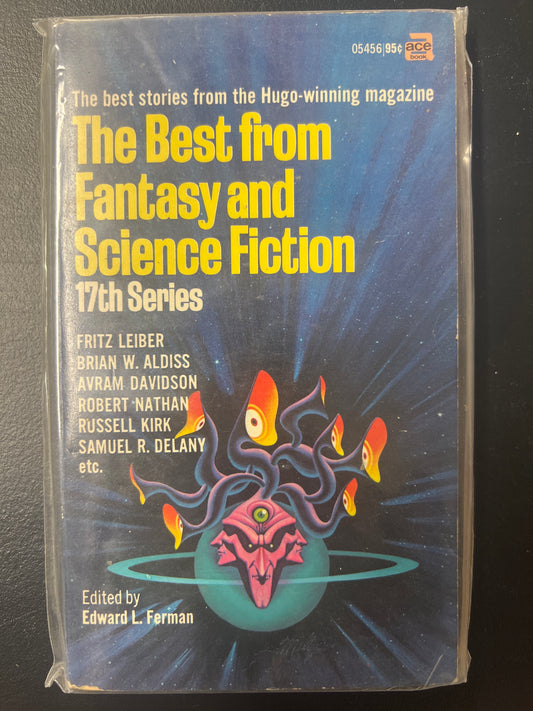 05456|95¢ ace
book
The best stories from the Hugo-winning magazine
The Best from
Fantasy and
Science Fiction
17th Series
FRITZ LEIBER
BRIAN W. ALDISS
AVRAM DAVIDSON
ROBERT NATHAN
RUSSELL KIRK
SAMUEL R. DELANY
etc.
Edited by
Edward L. Ferman